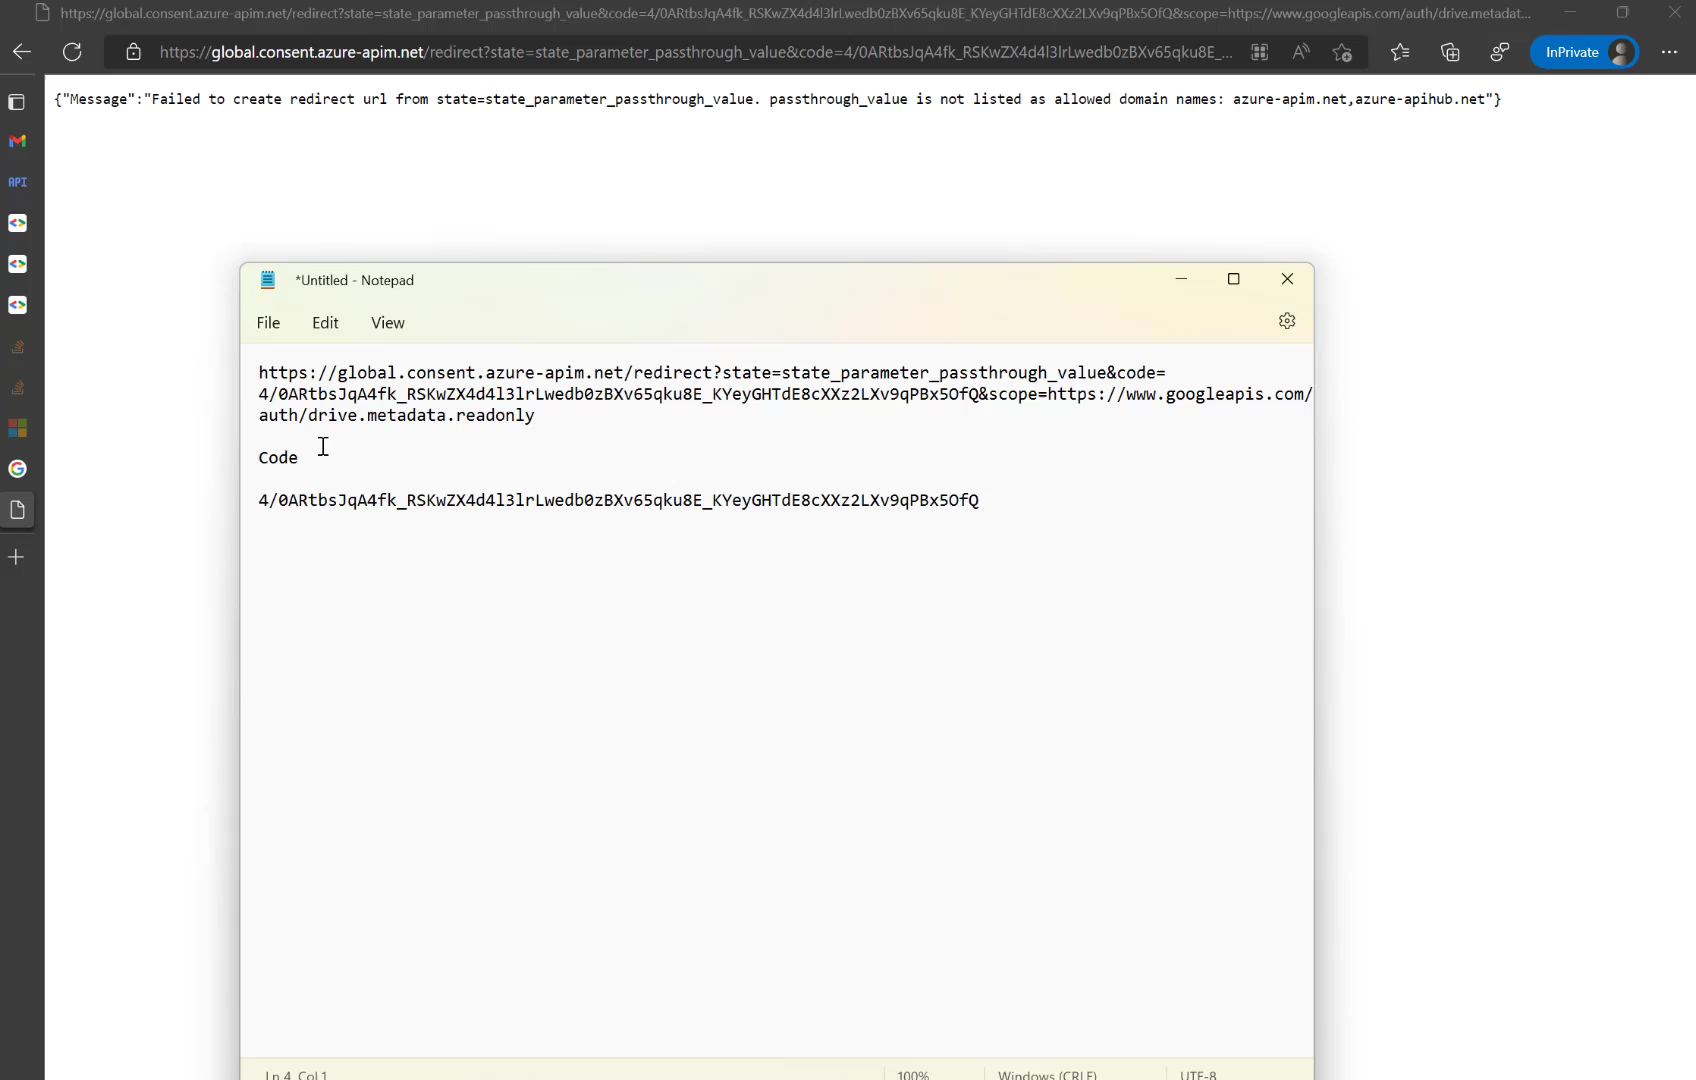 https://global.consent.azure-apim.net/redirect?state=state_parameter_passthrough_value&code=4/0ARtbsJqA4fk_RSKwZX4d4l3lrLwedb0zBXv65qku8E_KYeyGHTdE8cXXz2LXv9qPBx5OfQ&scope=https://www.googleapis.com/auth/drive.metadat...
https://global.consent.azure-apim.net/redirect?state=state_parameter_passthrough_value&code=4/0ARtbsJqA4fk_RSKwZX4d4l3lrLwedb0zBXv65qku8E_...
InPrivate
{"Message":"Failed to create redirect url from state=state_parameter_passthrough_value. passthrough_value is not listed as allowed domain names: azure-apim.net,azure-apihub.net"}
API
*Untitled - Notepad
File Edit View
https://global.consent.azure-apim.net/redirect?state=state_parameter_passthrough_value&code=
4/0ARtbsJqA4fk_RSKwZX4d4l3lrLwedb0zBXv65qku8E_KYeyGHTdE8cXXz2LXv9qPBx5OfQ&scope=https://www.googleapis.com/
auth/drive.metadata.readonly
Code
4/0ARtbsJqA4fk_RSKwZX4d4l3lrLwedb0zBXv65qku8E_KYeyGHTdE8cXXz2LXv9qPBx5OfQ
Ln 4, Col 1 100% Windows (CRLF) UTF-8